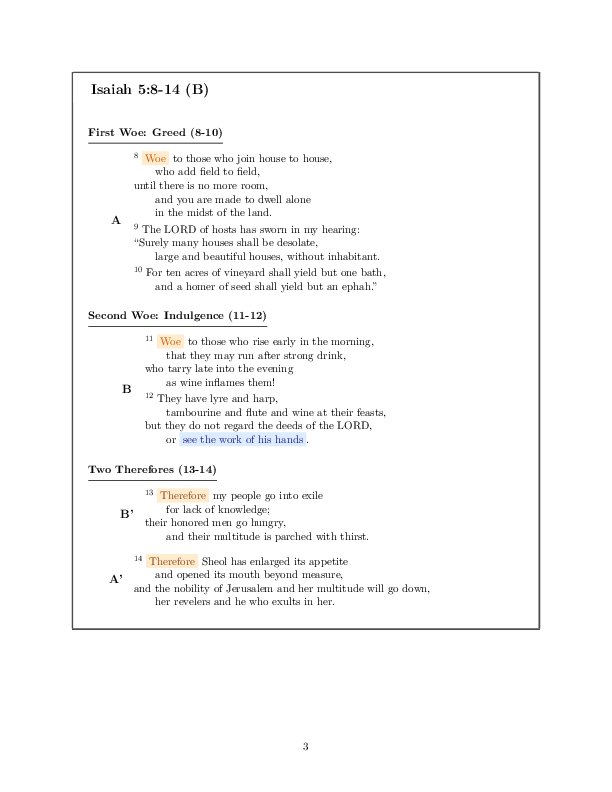 Isaiah 5:8-14 (B)
First Woe: Greed (8-10)
8 Woe to those who join house to house,
who add field to field,
until there is no more room,
and you are made to dwell alone
in the midst of the land.
A
9 The LORD of hosts has sworn in my hearing:
“Surely many houses shall be desolate,
large and beautiful houses, without inhabitant.
10 For ten acres of vineyard shall yield but one bath,
and a homer of seed shall yield but an ephah.”
Second Woe: Indulgence (11-12)
11 Woe to those who rise early in the morning,
that they may run after strong drink,
who tarry late into the evening
as wine inflames them!
B
12 They have lyre and harp,
tambourine and flute and wine at their feasts,
but they do not regard the deeds of the LORD,
or see the work of his hands.
Two Therefores (13-14)
13 Therefore my people go into exile
for lack of knowledge;
B’
their honored men go hungry,
and their multitude is parched with thirst.
14 Therefore Sheol has enlarged its appetite
and opened its mouth beyond measure,
A’
and the nobility of Jerusalem and her multitude will go down,
her revelers and he who exults in her.
3